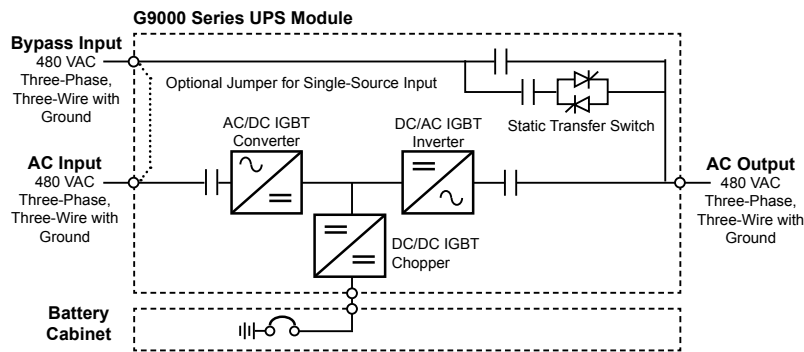 G9000 Series UPS Module
Bypass Input
480 VAC
Three-Phase,
Three-Wire with
Ground
Optional Jumper for Single-Source Input
Static Transfer Switch
AC/DC IGBT
Converter
DC/AC IGBT
Inverter
AC Input
480 VAC
Three-Phase,
Three-Wire with
Ground
AC Output
480 VAC
Three-Phase,
Three-Wire with
Ground
DC/DC IGBT
Chopper
Battery
Cabinet